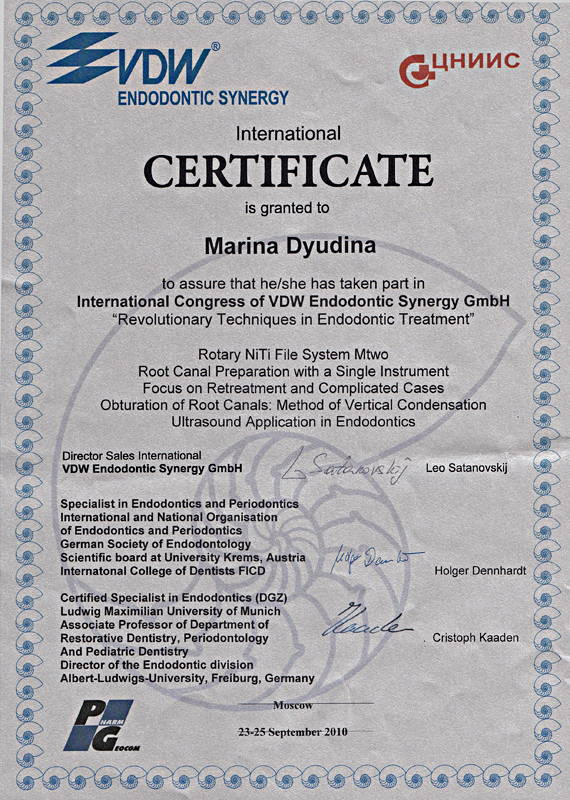 VDW®
ENDODONTIC SYNERGY
ЦНИИС
International
CERTIFICATE
is granted to
Marina Dyudina
to assure that he/she has taken part in
International Congress of VDW Endodontic Synergy GmbH
“Revolutionary Techniques in Endodontic Treatment”
Rotary NiTi File System Mtwo
Root Canal Preparation with a Single Instrument
Focus on Retreatment and Complicated Cases
Obturation of Root Canals: Method of Vertical Condensation
Ultrasound Application in Endodontics
Director Sales International
VDW Endodontic Synergy GmbH
L Satanovskij
Leo Satanovskij
Specialist in Endodontics and Periodontics
International and National Organisation
of Endodontics and Periodontics
German Society of Endodontology
Scientific board at University Krems, Austria
Internatonal College of Dentists FICD
Holger Dennhardt
Certified Specialist in Endodontics (DGZ)
Ludwig Maximilian University of Munich
Associate Professor of Department of
Restorative Dentistry, Periodontology
And Pediatric Dentistry
Director of the Endodontic division
Albert-Ludwigs-University, Freiburg, Germany
Kaaden
Cristoph Kaaden
PHARM
GEOCOM
Moscow
23-25 September 2010